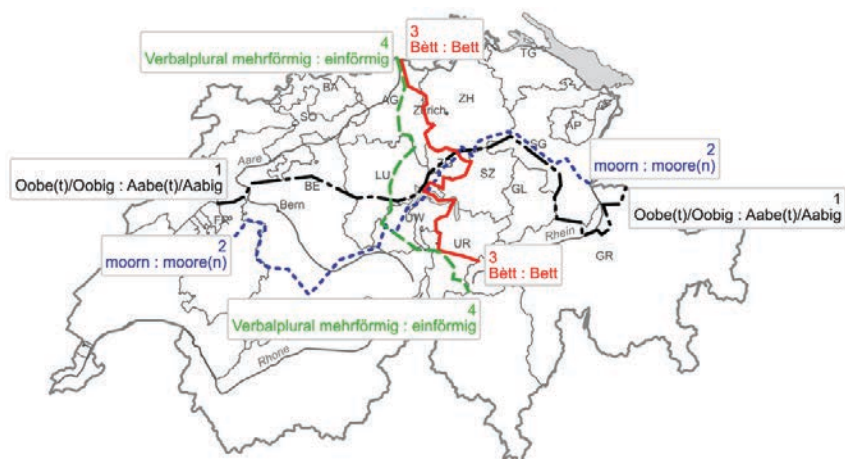 4
Verbalplural mehrförmig : einförmig
3
Bètt : Bett
TG
BA
AG
Zürich
ZH
SO
AP
Aare
SG
2
moorn : moore(n)
1
Oobe(t)/Oobig : Aabe(t)/Aabig
LU
SZ
BE
GL
1
Oobe(t)/Oobig : Aabe(t)/Aabig
Bern
FR
UW
UR
Rhein
2
moorn : moore(n)
3
Bètt : Bett
GR
4
Verbalplural mehrförmig : einförmig
Rhone